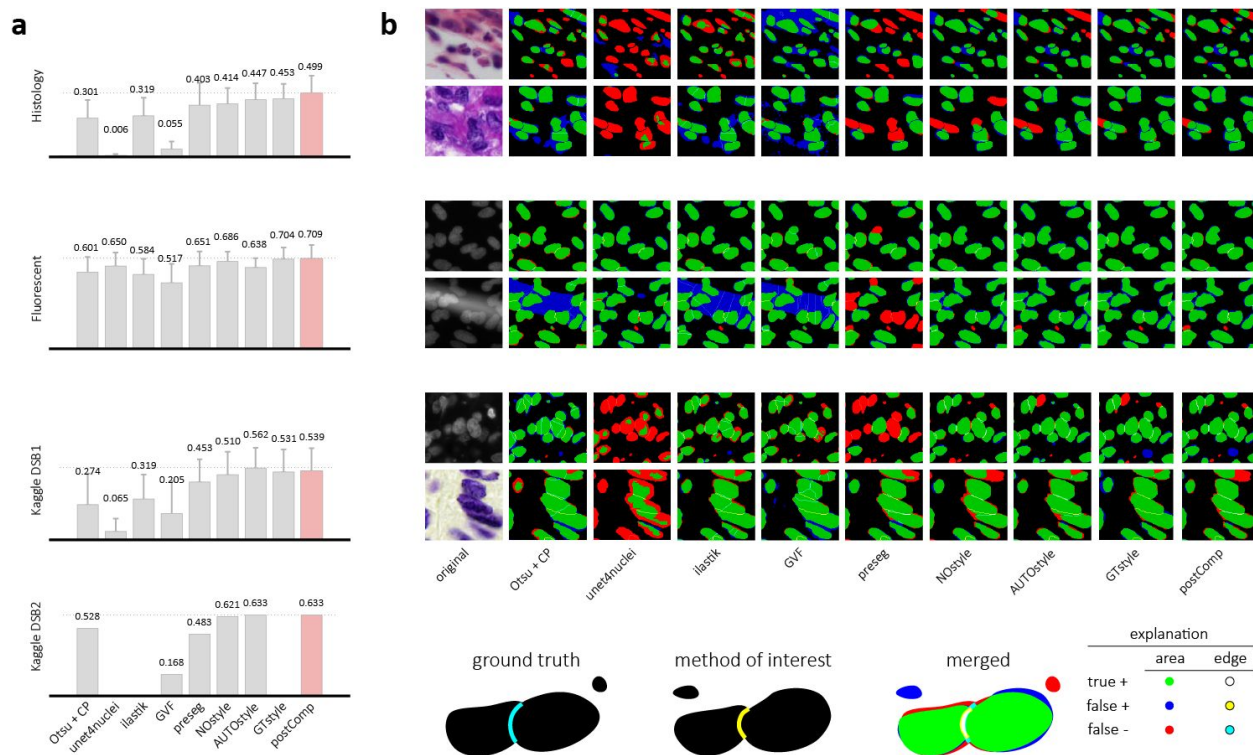 a
Histology
0.301
0.006
0.319
0.055
0.403
0.414
0.447
0.453
0.499
Fluorescent
0.601
0.650
0.584
0.517
0.651
0.686
0.638
0.704
0.709
Kaggle DSB1
0.274
0.065
0.319
0.205
0.453
0.510
0.562
0.531
0.539
Kaggle DSB2
0.528
0.168
0.483
0.621
0.633
0.633
Otsu + CP
unet4nuclei
ilastik
GVF
preseg
NOstyle
AUTOstyle
GTstyle
postComp
b
original
Otsu + CP
unet4nuclei
ilastik
GVF
preseg
NOstyle
AUTOstyle
GTstyle
postComp
ground truth
method of interest
merged
explanation
area edge
true +
false +
false -